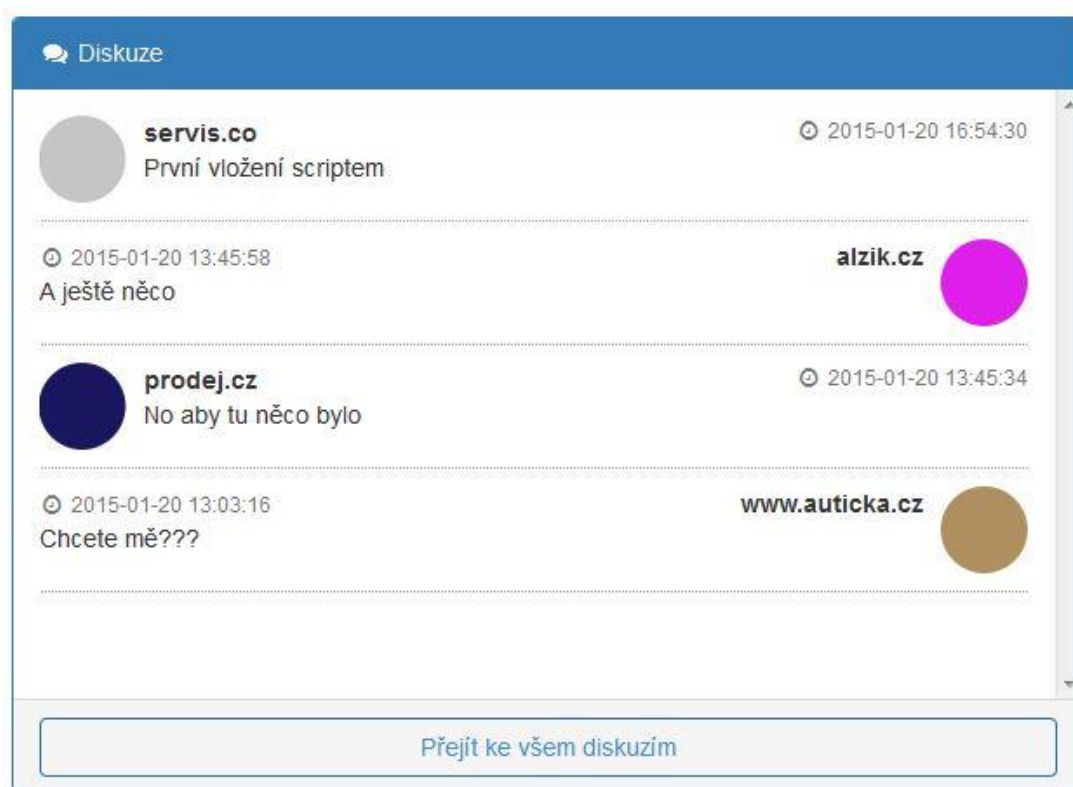 Diskuze
servis.co 2015-01-20 16:54:30
První vložení scriptem
2015-01-20 13:45:58 alzik.cz
A ještě něco
prodej.cz 2015-01-20 13:45:34
No aby tu něco bylo
2015-01-20 13:03:16 www.auticka.cz
Chcete mě???
Přejít ke všem diskuzím